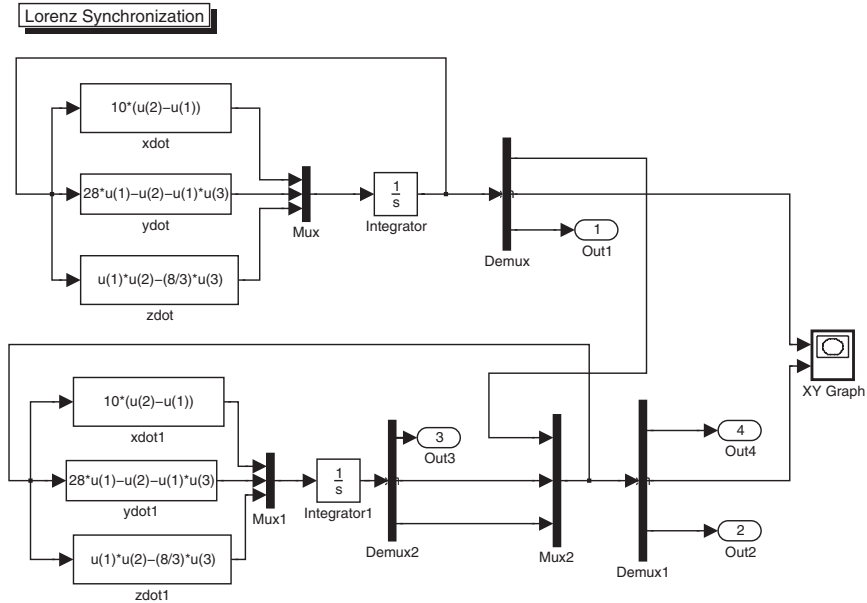 Lorenz Synchronization
10*(u(2)−u(1))
xdot
28*u(1)−u(2)−u(1)*u(3)
ydot
u(1)*u(2)−(8/3)*u(3)
zdot
Mux
1
s
Integrator
Demux
1
Out1
XY Graph
10*(u(2)−u(1))
xdot1
28*u(1)−u(2)−u(1)*u(3)
ydot1
u(1)*u(2)−(8/3)*u(3)
zdot1
Mux1
1
s
Integrator1
3
Out3
Demux2
Mux2
4
Out4
2
Out2
Demux1